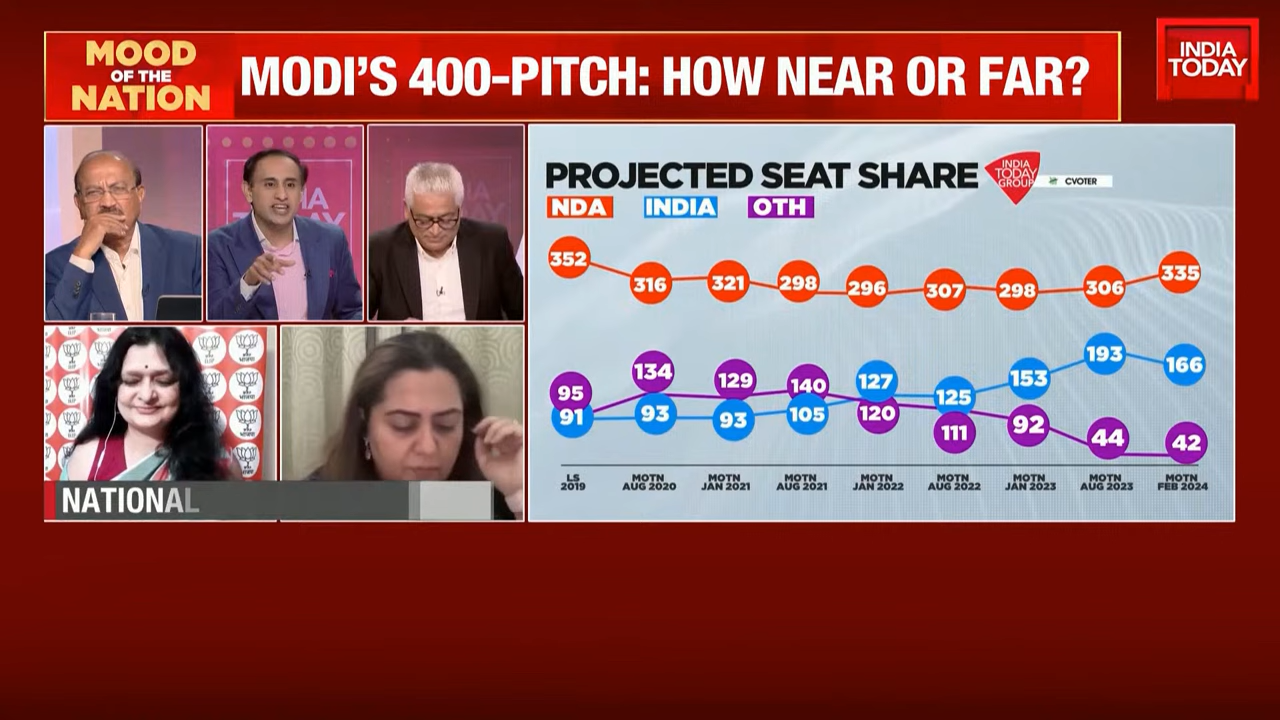 MOOD
OF THE
NATION
MODI'S 400-PITCH: HOW NEAR OR FAR?
INDIA
TODAY
PROJECTED SEAT SHARE
INDIA
TODAY
GROUP
CVOTER
NDA INDIA OTH
352 316 321 298 296 307 298 306 335
95 134 129 140 127 125 153 193 166
91 93 93 105 120 111 92 44 42
LS
2019
MOTN
AUG 2020
MOTN
JAN 2021
MOTN
AUG 2021
MOTN
JAN 2022
MOTN
AUG 2022
MOTN
JAN 2023
MOTN
AUG 2023
MOTN
FEB 2024
NATIONAL